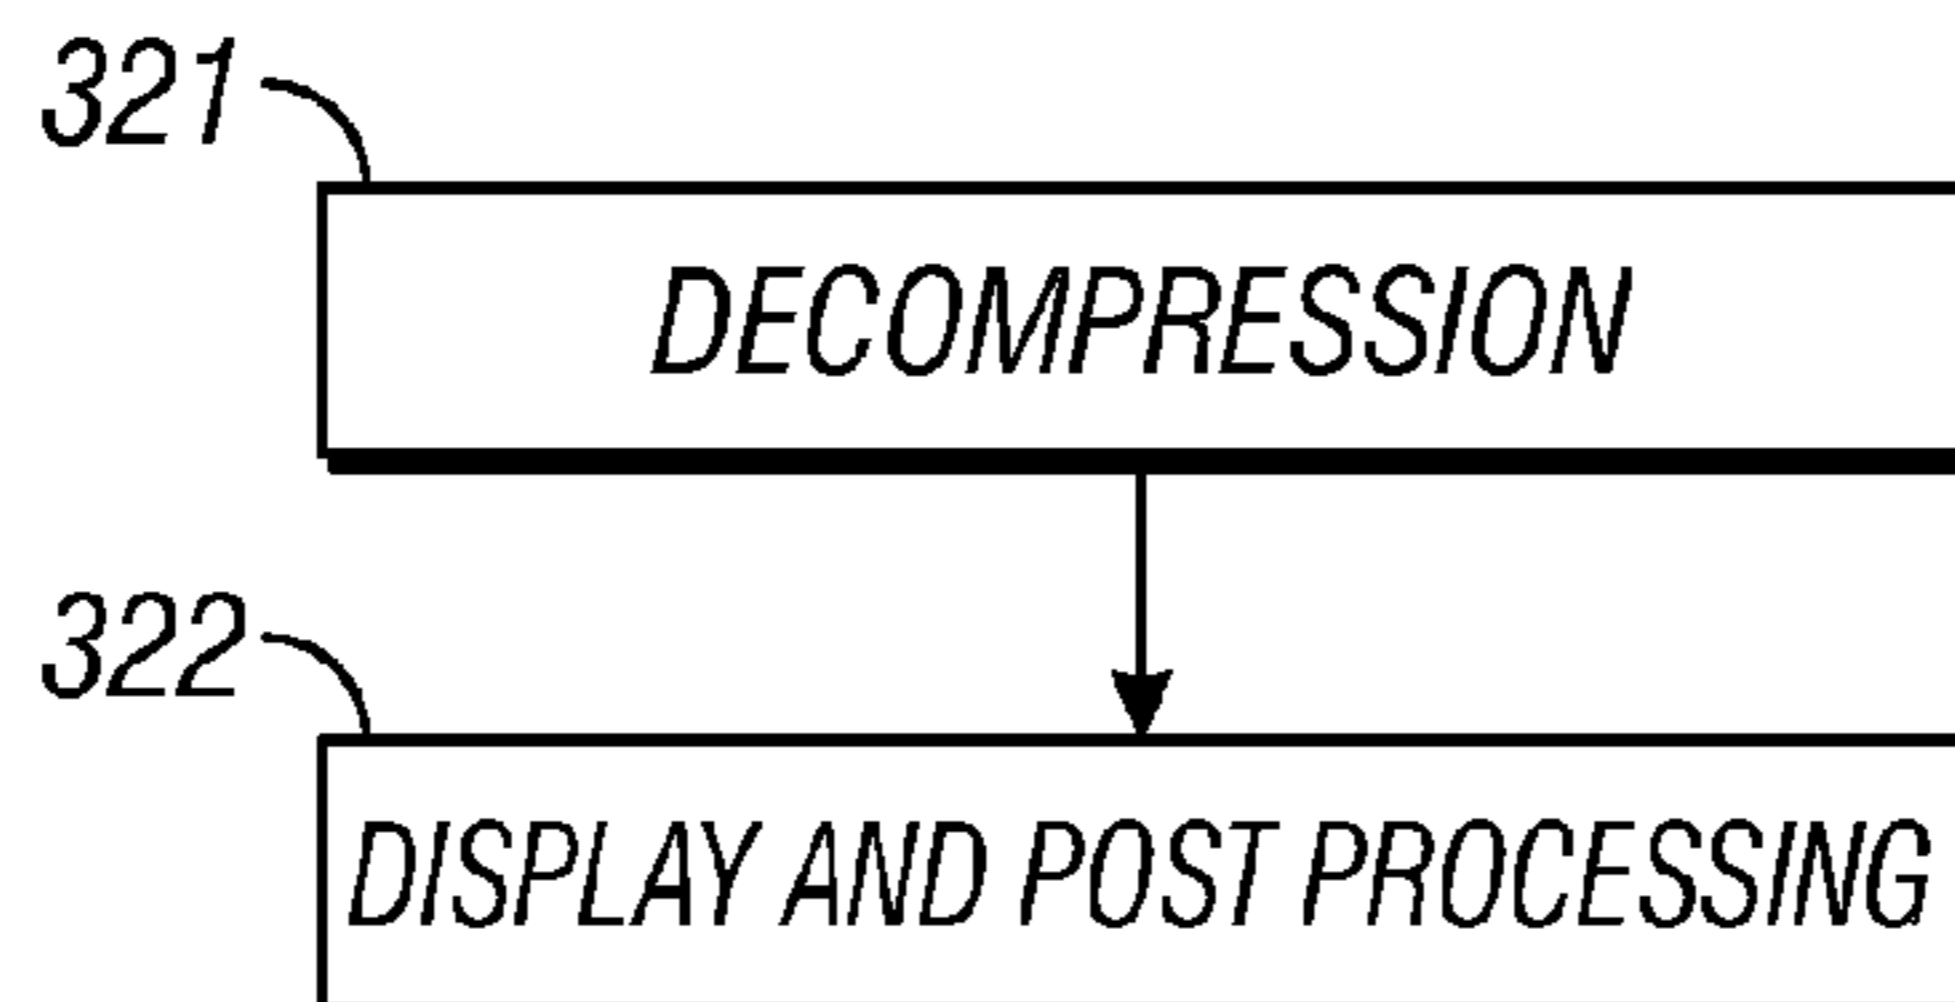 321
DECOMPRESSION
322
DISPLAY AND POST PROCESSING